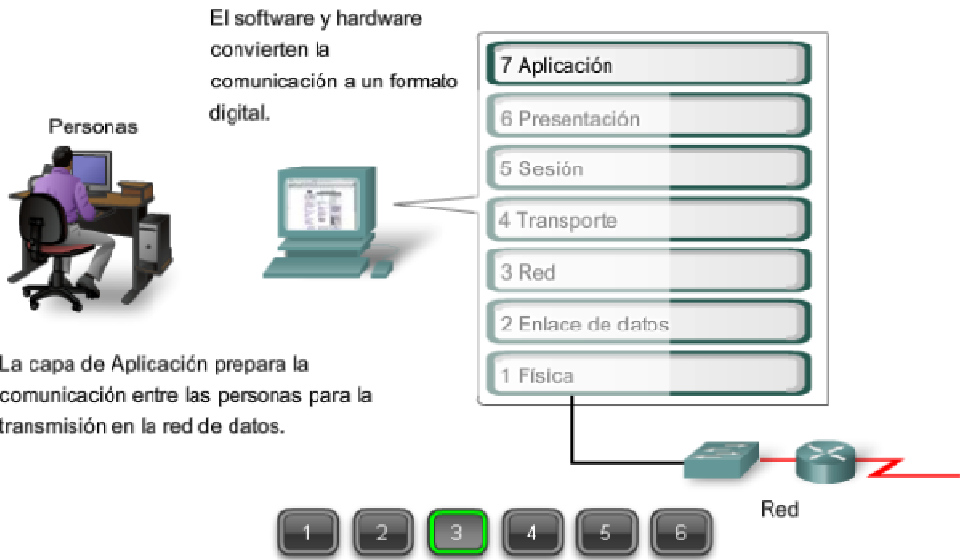 El software y hardware
convierten la
comunicación a un formato
digital.
Personas
7 Aplicación
6 Presentación
5 Sesión
4 Transporte
3 Red
2 Enlace de datos
1 Física
La capa de Aplicación prepara la
comunicación entre las personas para la
transmisión en la red de datos.
Red
1 2 3 4 5 6